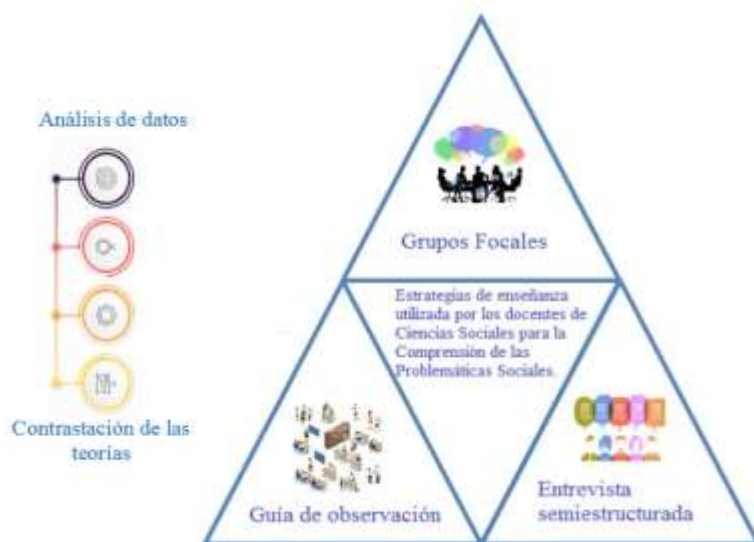 Análisis de datos
Contrastación de las
teorías
Grupos Focales
Estrategias de enseñanza
utilizada por los docentes de
Ciencias Sociales para la
Comprensión de las
Problemáticas Sociales.
Guía de observación
Entrevista
semiestructurada